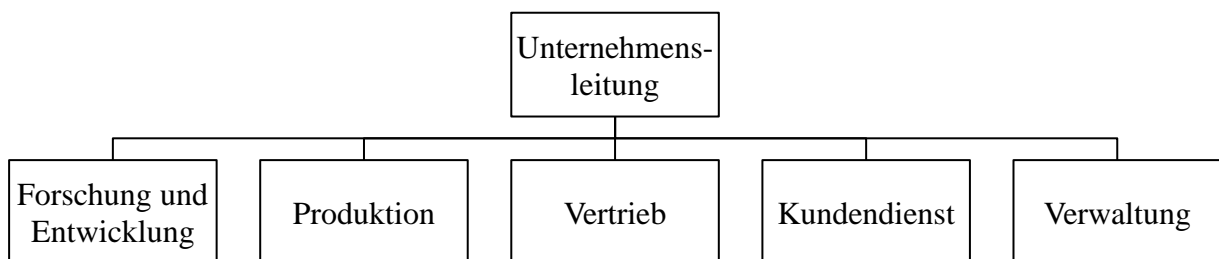 Unternehmens-
leitung
Forschung und
Entwicklung
Produktion
Vertrieb
Kundendienst
Verwaltung